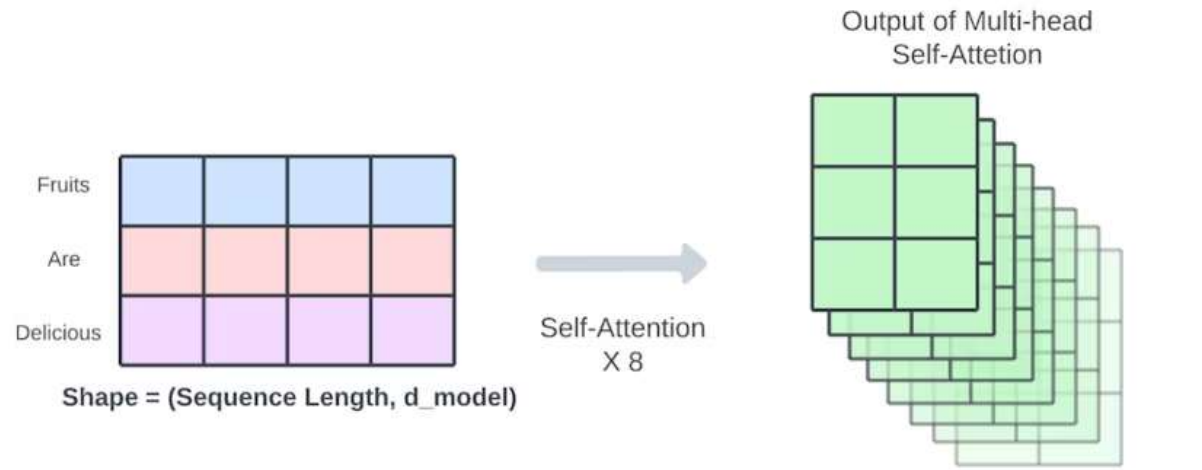 Output of Multi-head
Self-Attetion
Fruits
Are
Delicious
Self-Attention
X 8
Shape = (Sequence Length, d_model)